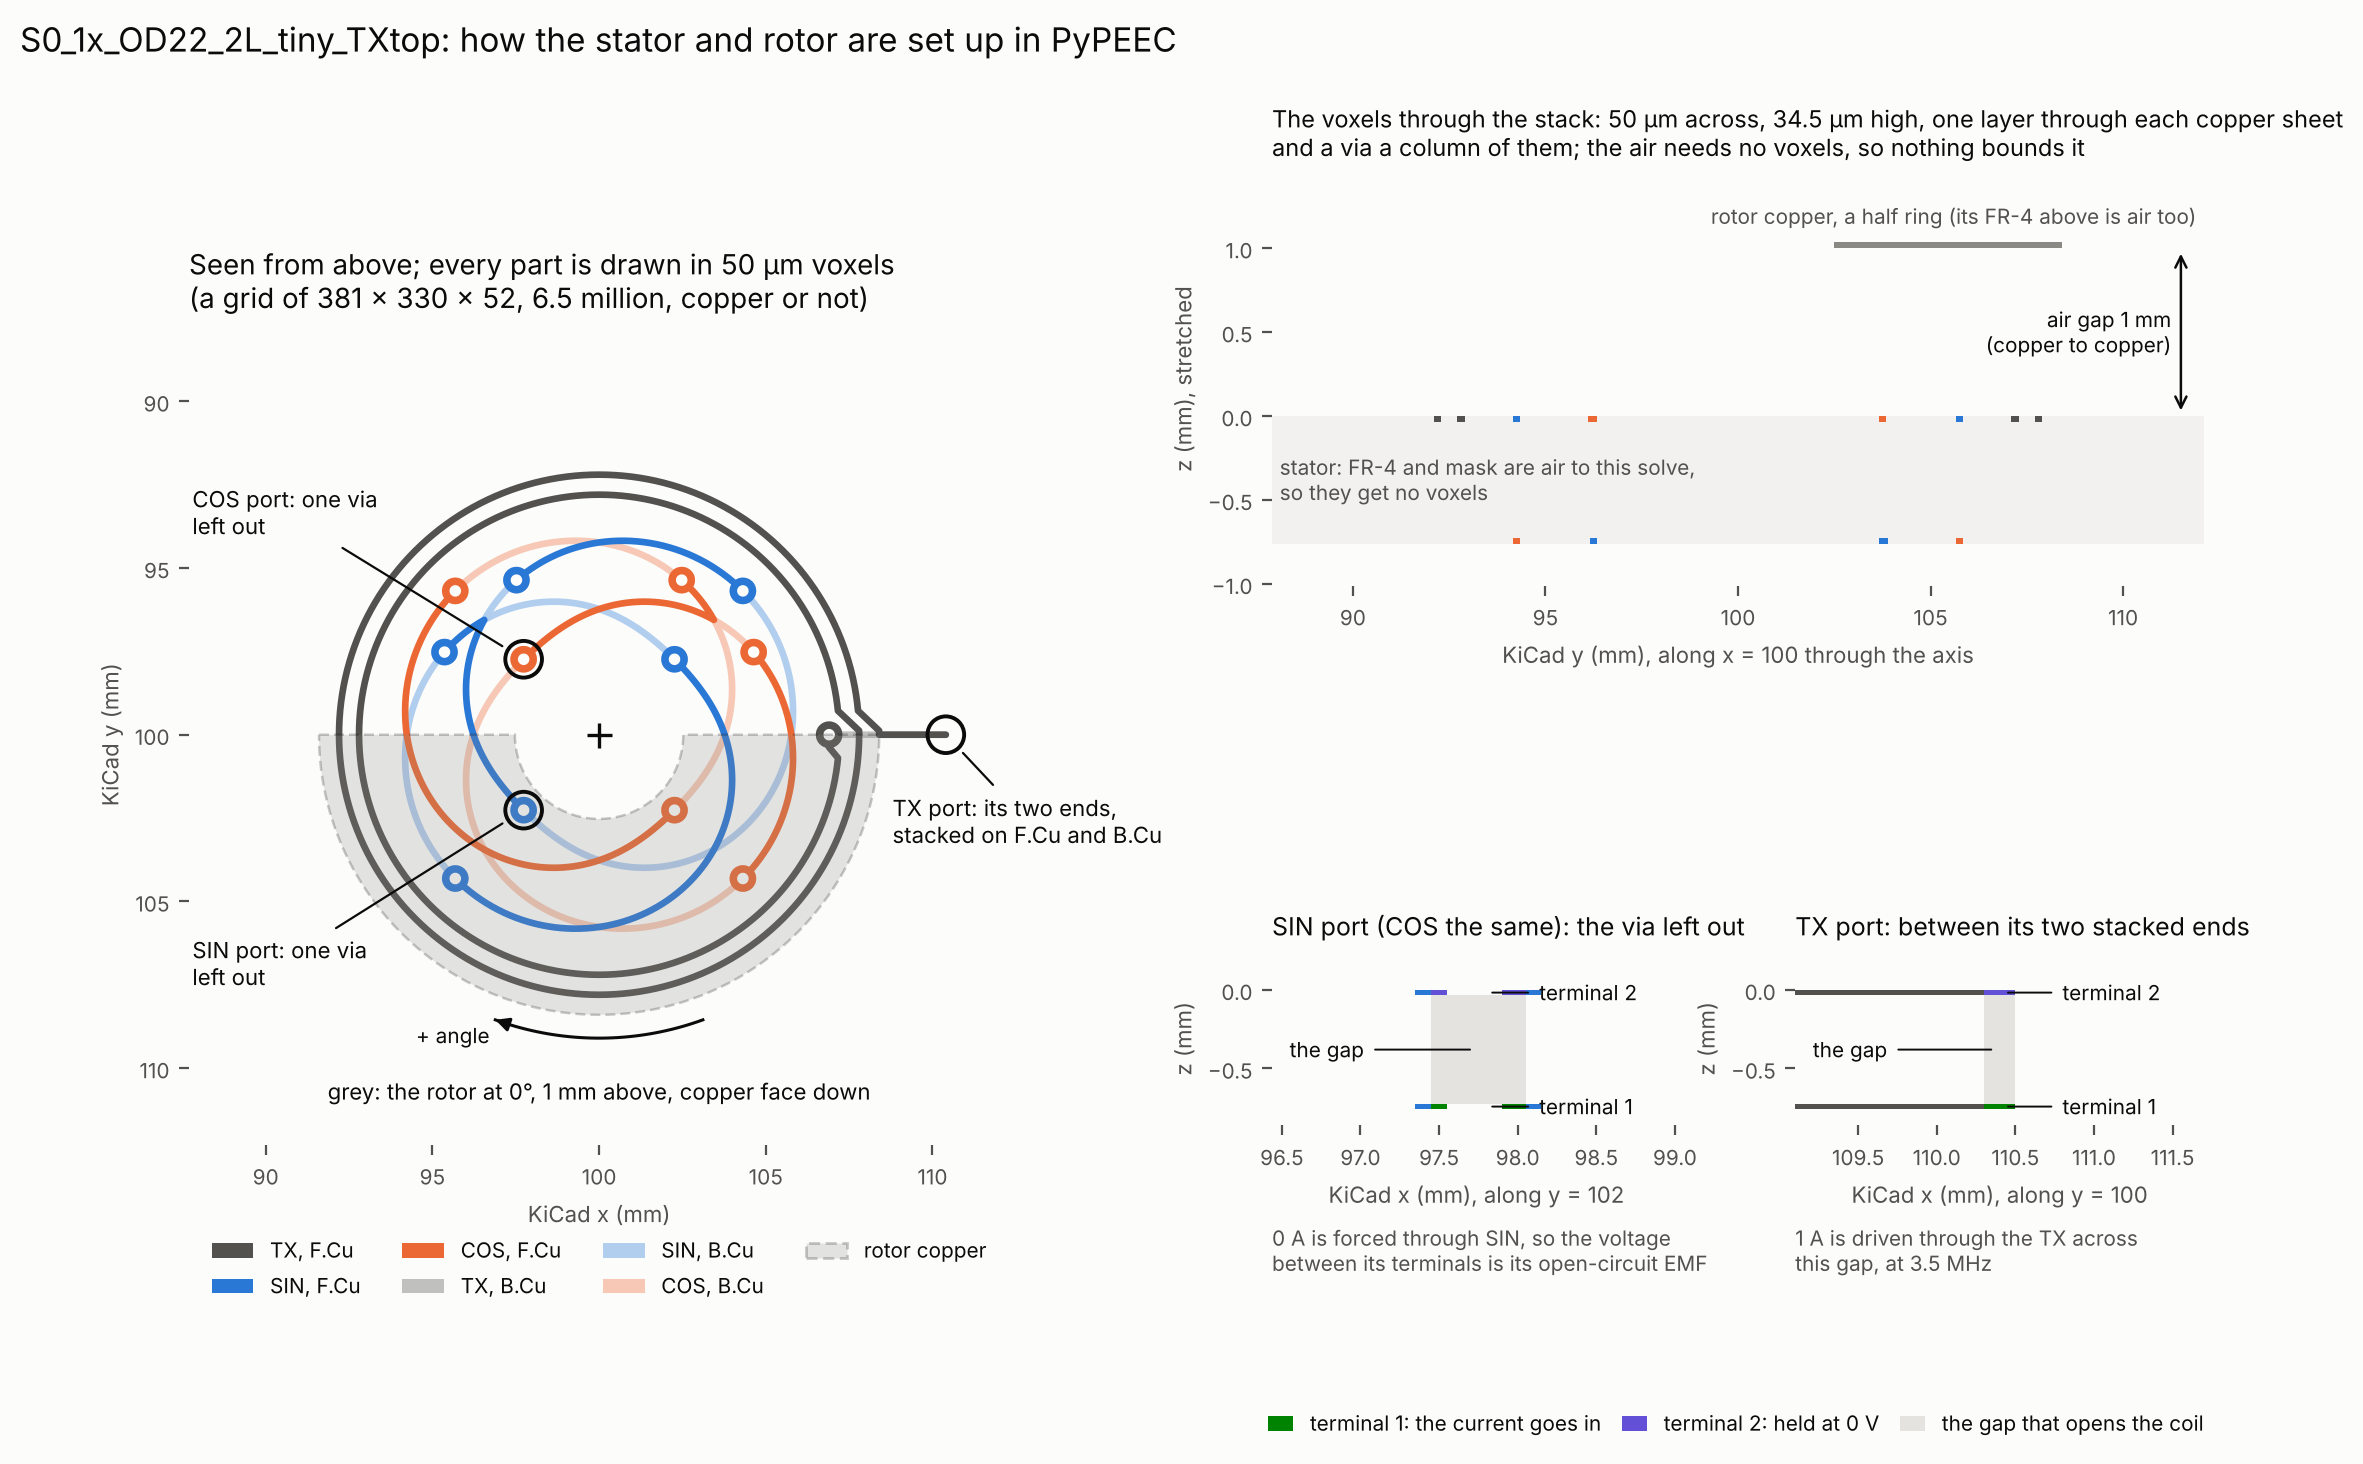 S0_1x_OD22_2L_tiny_TXtop: how the stator and rotor are set up in PyPEEC
Seen from above; every part is drawn in 50 µm voxels
(a grid of 381 × 330 × 52, 6.5 million, copper or not)
90
95
100
105
110
KiCad y (mm)
COS port: one via
left out
SIN port: one via
left out
TX port: its two ends,
stacked on F.Cu and B.Cu
+ angle
grey: the rotor at 0°, 1 mm above, copper face down
90
95
100
105
110
KiCad x (mm)
TX, F.Cu
COS, F.Cu
SIN, B.Cu
rotor copper
SIN, F.Cu
TX, B.Cu
COS, B.Cu
The voxels through the stack: 50 µm across, 34.5 µm high, one layer through each copper sheet
and a via a column of them; the air needs no voxels, so nothing bounds it
rotor copper, a half ring (its FR-4 above is air too)
1.0
0.5
0.0
−0.5
−1.0
z (mm), stretched
air gap 1 mm
(copper to copper)
stator: FR-4 and mask are air to this solve,
so they get no voxels
90
95
100
105
110
KiCad y (mm), along x = 100 through the axis
SIN port (COS the same): the via left out
0.0
−0.5
z (mm)
terminal 2
the gap
terminal 1
96.5
97.0
97.5
98.0
98.5
99.0
KiCad x (mm), along y = 102
0 A is forced through SIN, so the voltage
between its terminals is its open-circuit EMF
TX port: between its two stacked ends
0.0
−0.5
z (mm)
terminal 2
the gap
terminal 1
109.5
110.0
110.5
111.0
111.5
KiCad x (mm), along y = 100
1 A is driven through the TX across
this gap, at 3.5 MHz
terminal 1: the current goes in
terminal 2: held at 0 V
the gap that opens the coil